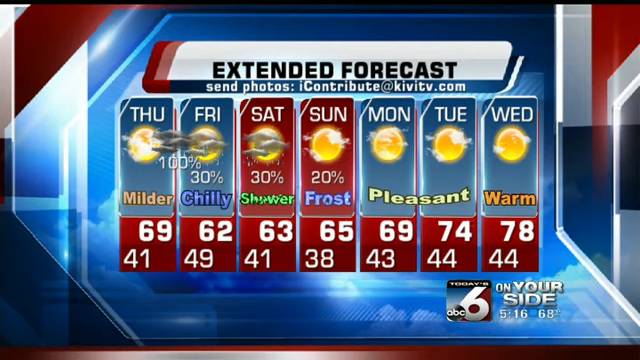 EXTENDED FORECAST
send photos: iContribute@kivitv.com
THU FRI SAT SUN MON TUE WED
100%
30% 30% 20%
Milder Chilly Shower Frost Pleasant Warm
69 62 63 65 69 74 78
41 49 41 38 43 44 44
TODAY'S
abc 6
ON YOUR
SIDE
5:16 68°